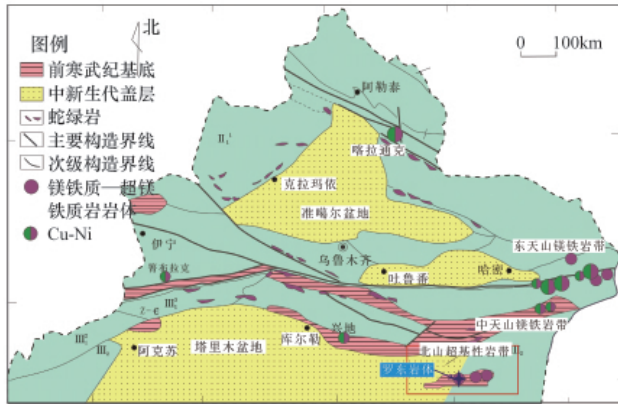 北
图例
前寒武纪基底
中新生代盖层
蛇绿岩
主要构造界线
次级构造界线
镁铁质—超镁
铁质岩岩体
Cu-Ni
0 100km
阿勒泰
喀拉通克
克拉玛依
准噶尔盆地
伊宁
乌鲁木齐
东天山镁铁岩带
吐鲁番
哈密
中天山镁铁岩带
兴地
库尔勒
塔里木盆地
阿克苏
北山超基性岩带
罗东岩体
Z-Є